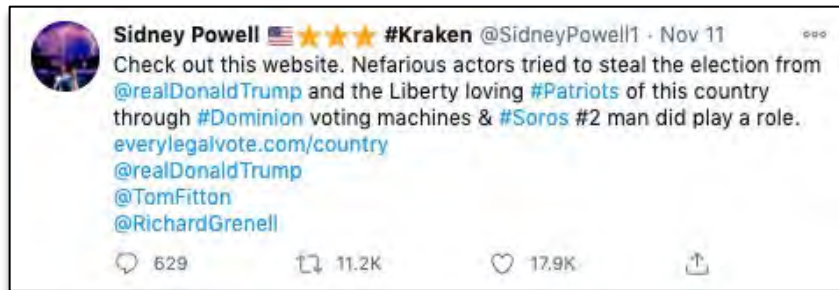 Sidney Powell 🇺🇸⭐⭐⭐ #Kraken @SidneyPowell1 · Nov 11
Check out this website. Nefarious actors tried to steal the election from
@realDonaldTrump and the Liberty loving #Patriots of this country
through #Dominion voting machines & #Soros #2 man did play a role.
everylegalvote.com/country
@realDonaldTrump
@TomFitton
@RichardGrenell
629 11.2K 17.9K